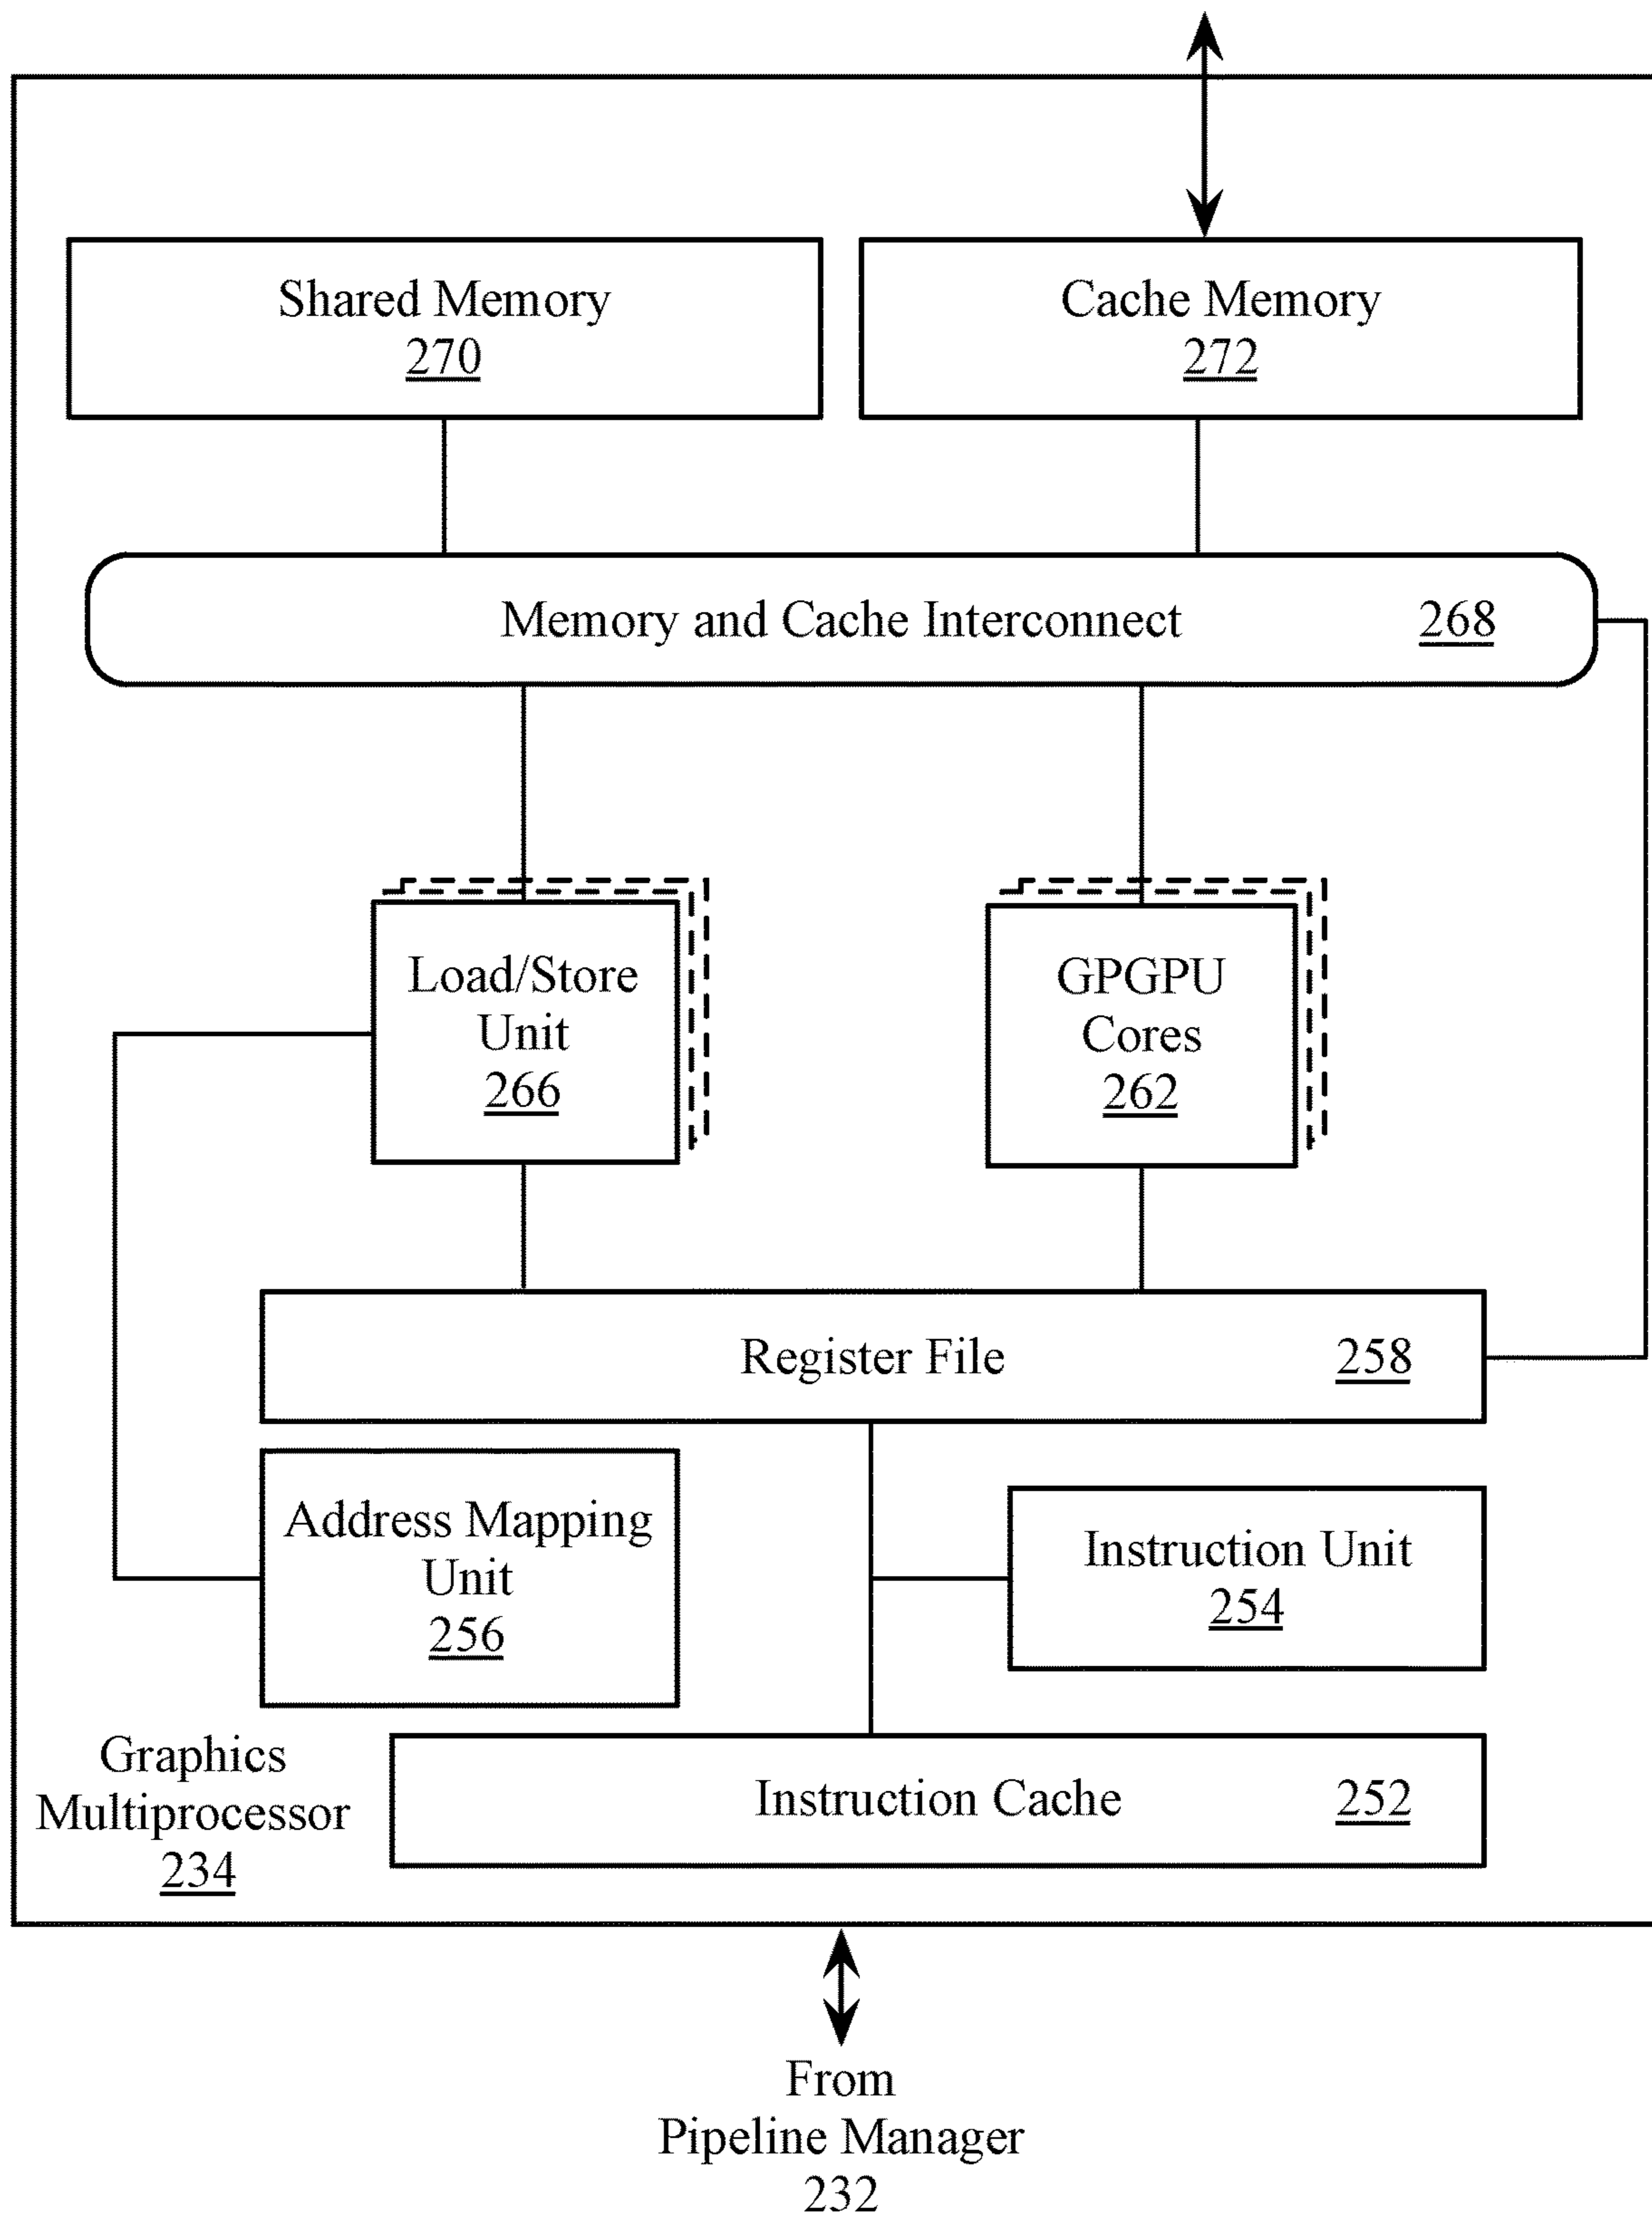 Shared Memory
270
Cache Memory
272
Memory and Cache Interconnect 268
Load/Store
Unit
266
GPGPU
Cores
262
Register File 258
Address Mapping
Unit
256
Instruction Unit
254
Graphics
Multiprocessor
234
Instruction Cache 252
From
Pipeline Manager
232